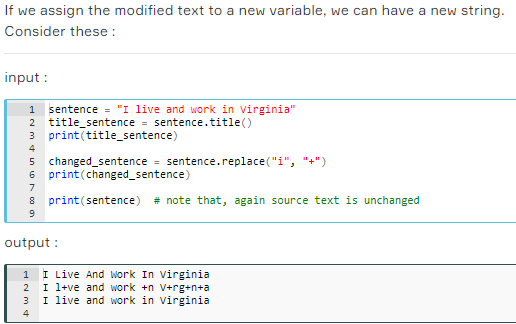 If we assign the modified text to a new variable, we can have a new string.
Consider these :
input :
1 sentence = "I live and work in Virginia"
2 title_sentence = sentence.title()
3 print(title_sentence)
4
5 changed_sentence = sentence.replace("i", "+")
6 print(changed_sentence)
7
8 print(sentence)  # note that, again source text is unchanged
9
output :
1 I Live And Work In Virginia
2 I l+ve and work +n V+rg+n+a
3 I live and work in Virginia
4